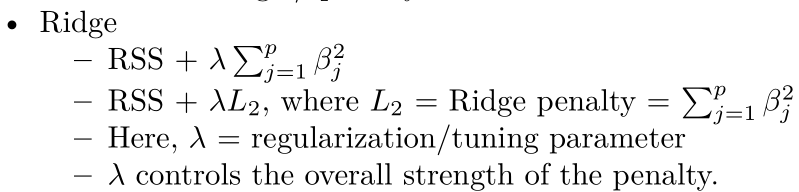 • Ridge
– RSS + λ ∑_{j=1}^{p} β_j^2
– RSS + λL_2, where L_2 = Ridge penalty = ∑_{j=1}^{p} β_j^2
– Here, λ = regularization/tuning parameter
– λ controls the overall strength of the penalty.